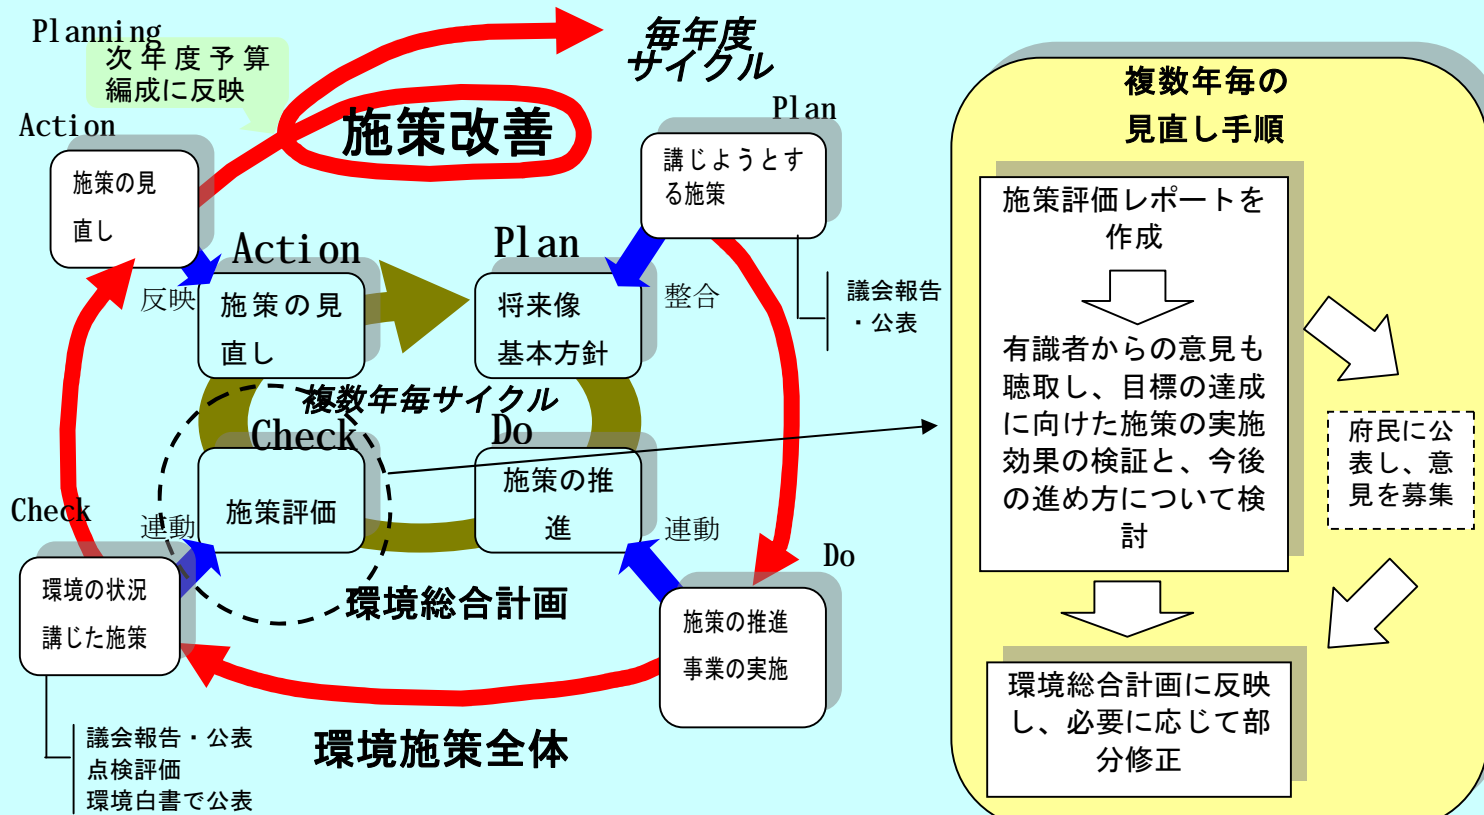 Planning
次年度予算
編成に反映
毎年度
サイクル
施策改善
Action
施策の見
直し
Plan
講じようとす
る施策
議会報告
・公表
反映
整合
Action
施策の見
直し
Plan
将来像
基本方針
複数年毎サイクル
Check
施策評価
Do
施策の推
進
連動
連動
環境総合計画
Check
環境の状況
講じた施策
議会報告・公表
点検評価
環境白書で公表
Do
施策の推進
事業の実施
環境施策全体
複数年毎の
見直し手順
施策評価レポートを
作成
有識者からの意見も
聴取し、目標の達成
に向けた施策の実施
効果の検証と、今後
の進め方について検
討
府民に公
表し、意
見を募集
環境総合計画に反映
し、必要に応じて部
分修正